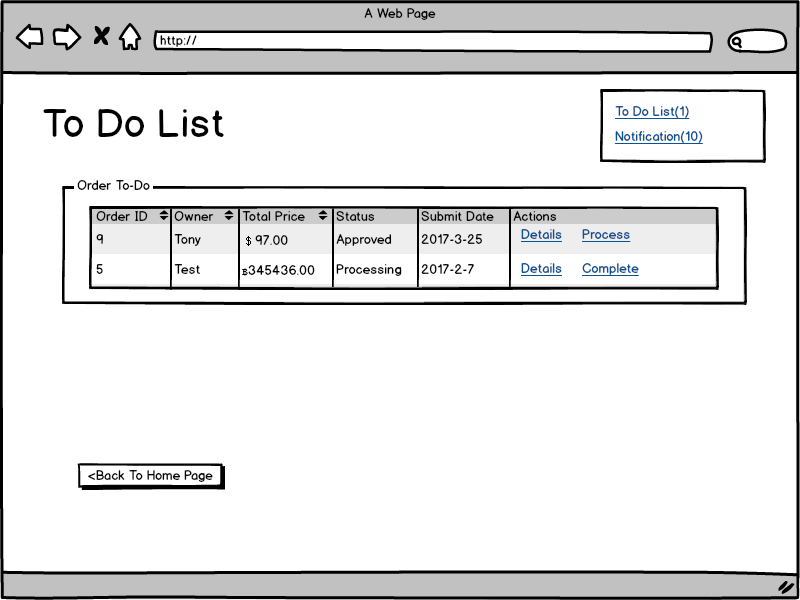 A Web Page
http://
To Do List
To Do List(1)
Notification(10)
Order To-Do
Order ID Owner Total Price Status Submit Date Actions
9 Tony $ 97.00 Approved 2017-3-25 Details Process
5 Test ฿345436.00 Processing 2017-2-7 Details Complete
<Back To Home Page